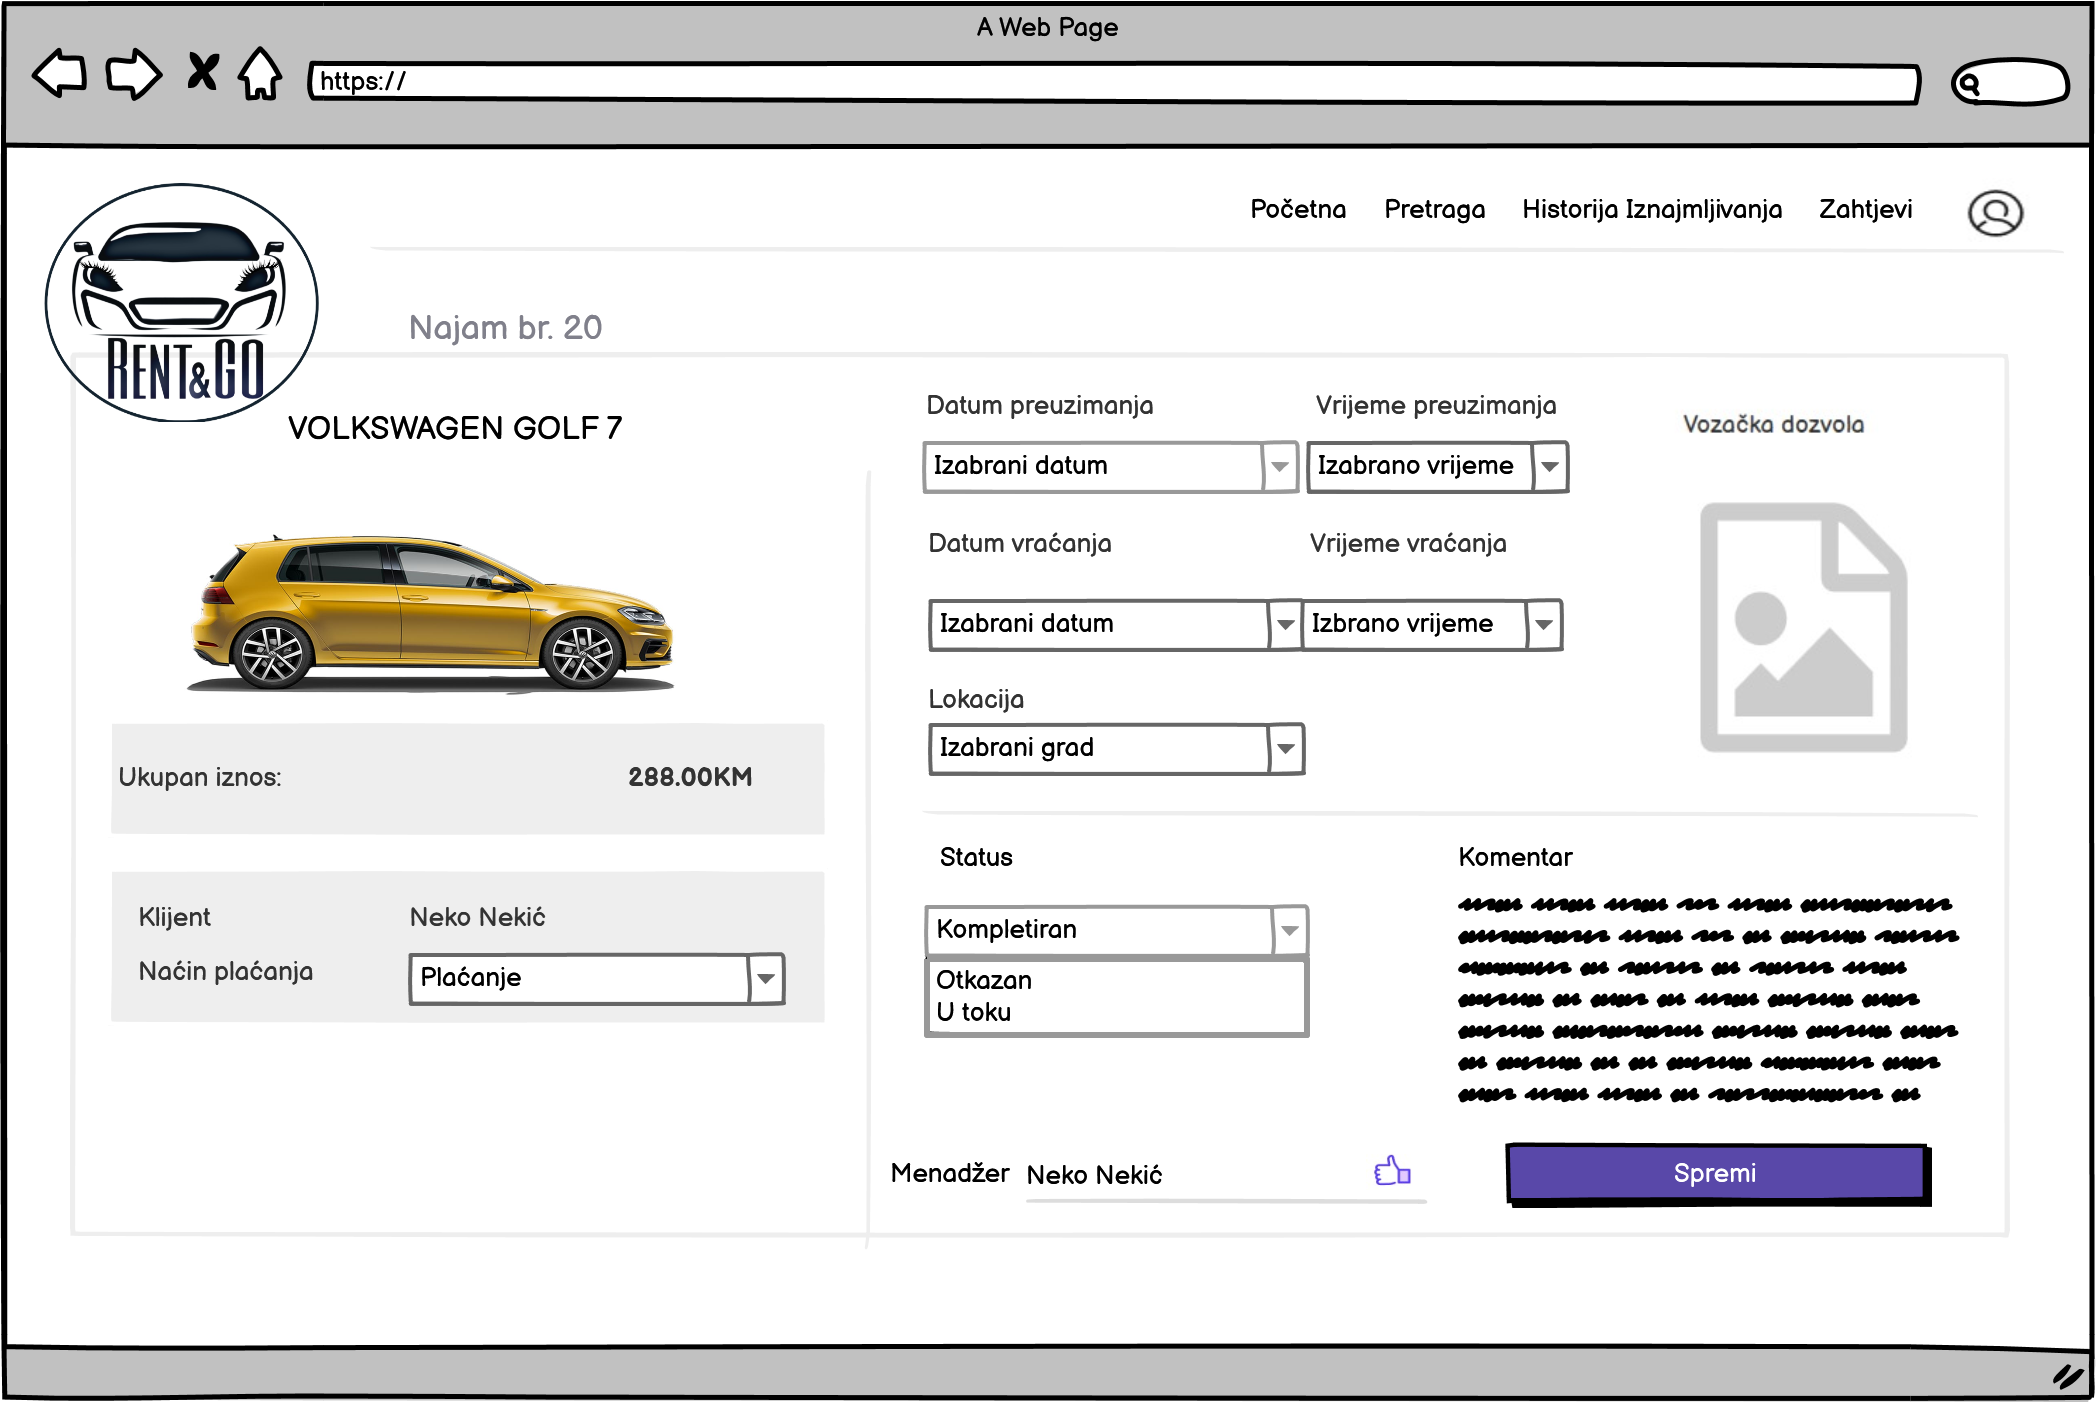 A Web Page
https://
Početna Pretraga Historija Iznajmljivanja Zahtjevi
RENT&GO
Najam br. 20
VOLKSWAGEN GOLF 7
Ukupan iznos: 288.00KM
Klijent Neko Nekić
Naćin plaćanja Plaćanje
Datum preuzimanja Vrijeme preuzimanja
Izabrani datum Izabrano vrijeme
Datum vraćanja Vrijeme vraćanja
Izabrani datum Izbrano vrijeme
Lokacija
Izabrani grad
Vozačka dozvola
Status
Kompletiran
Otkazan
U toku
Komentar
Menadžer Neko Nekić
Spremi